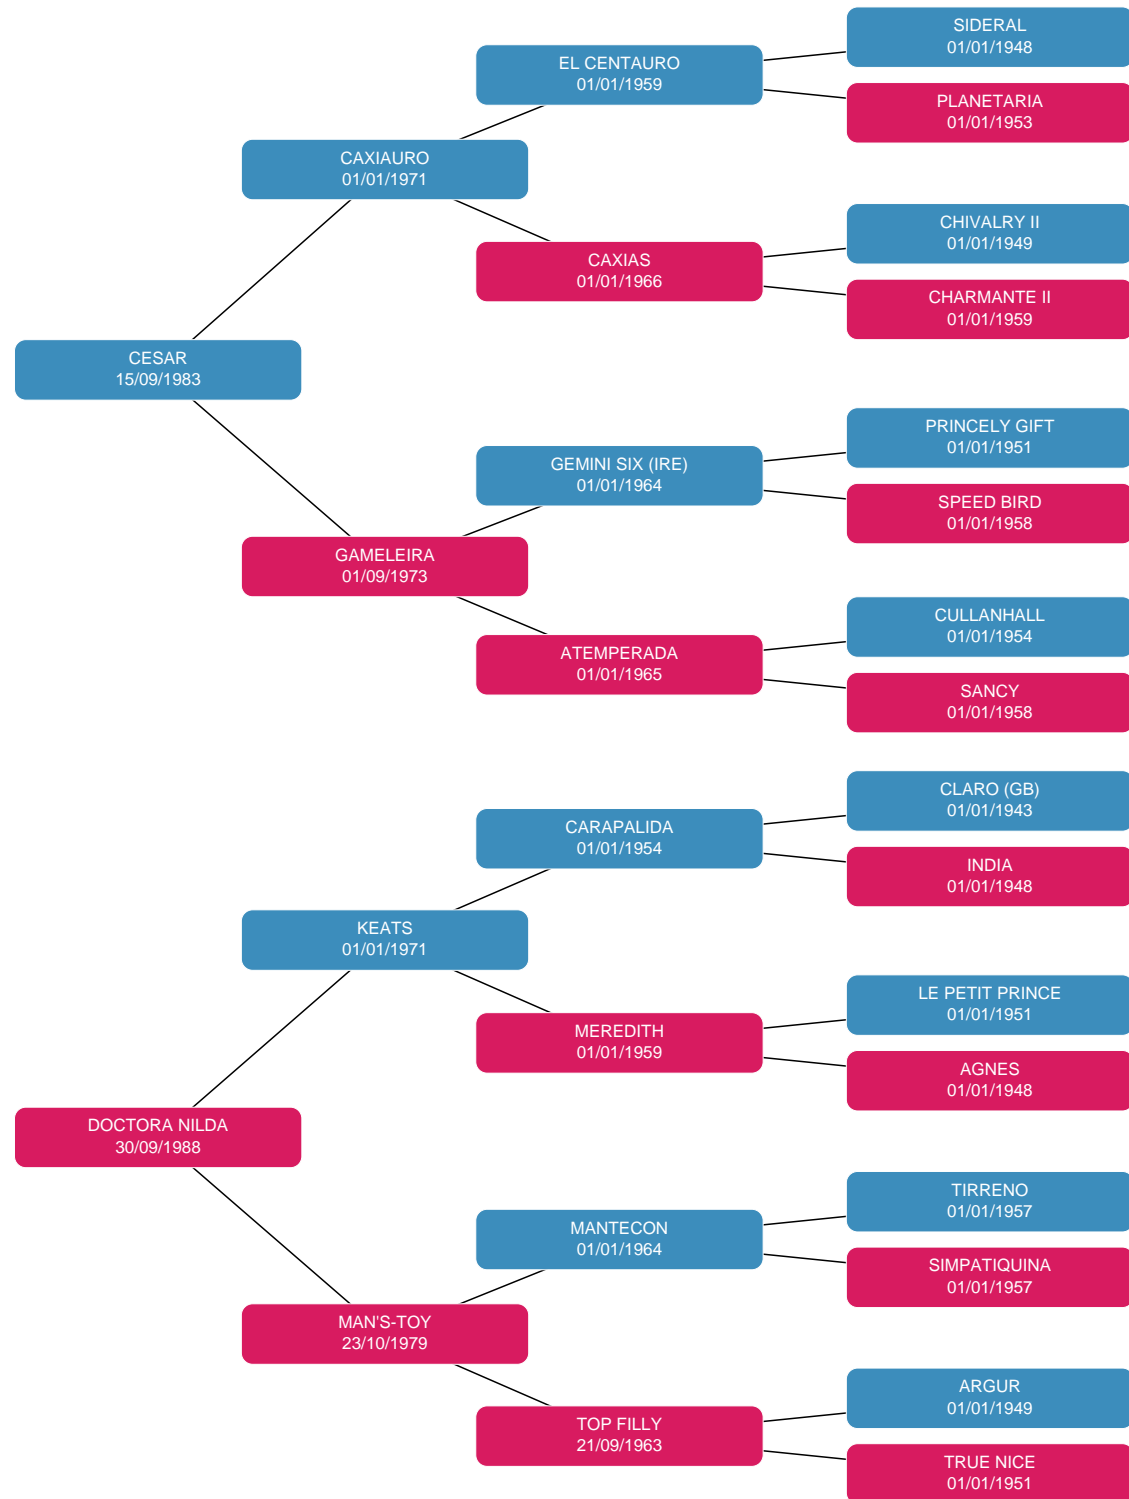 SIDERAL
01/01/1948
EL CENTAURO
01/01/1959
PLANETARIA
01/01/1953
CAXIAURO
01/01/1971
CHIVALRY II
01/01/1949
CAXIAS
01/01/1966
CHARMANTE II
01/01/1959
CESAR
15/09/1983
PRINCELY GIFT
01/01/1951
GEMINI SIX (IRE)
01/01/1964
SPEED BIRD
01/01/1958
GAMELEIRA
01/09/1973
CULLANHALL
01/01/1954
ATEMPERADA
01/01/1965
SANCY
01/01/1958
CLARO (GB)
01/01/1943
CARAPALIDA
01/01/1954
INDIA
01/01/1948
KEATS
01/01/1971
LE PETIT PRINCE
01/01/1951
MEREDITH
01/01/1959
AGNES
01/01/1948
DOCTORA NILDA
30/09/1988
TIRRENO
01/01/1957
MANTECON
01/01/1964
SIMPATIQUINA
01/01/1957
MAN'S-TOY
23/10/1979
ARGUR
01/01/1949
TOP FILLY
21/09/1963
TRUE NICE
01/01/1951